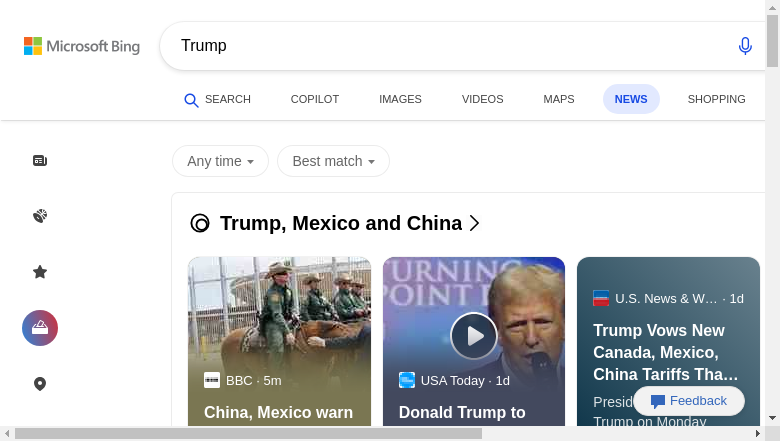 Microsoft Bing
Trump
SEARCH
COPILOT
IMAGES
VIDEOS
MAPS
NEWS
SHOPPING
Any time
Best match
Trump, Mexico and China
TURNING
POINT
BBC · 5m
China, Mexico warn
USA Today · 1d
Donald Trump to
U.S. News & W… · 1d
Trump Vows New
Canada, Mexico,
China Tariffs Tha…
Presid
Trump on Monday
Feedback